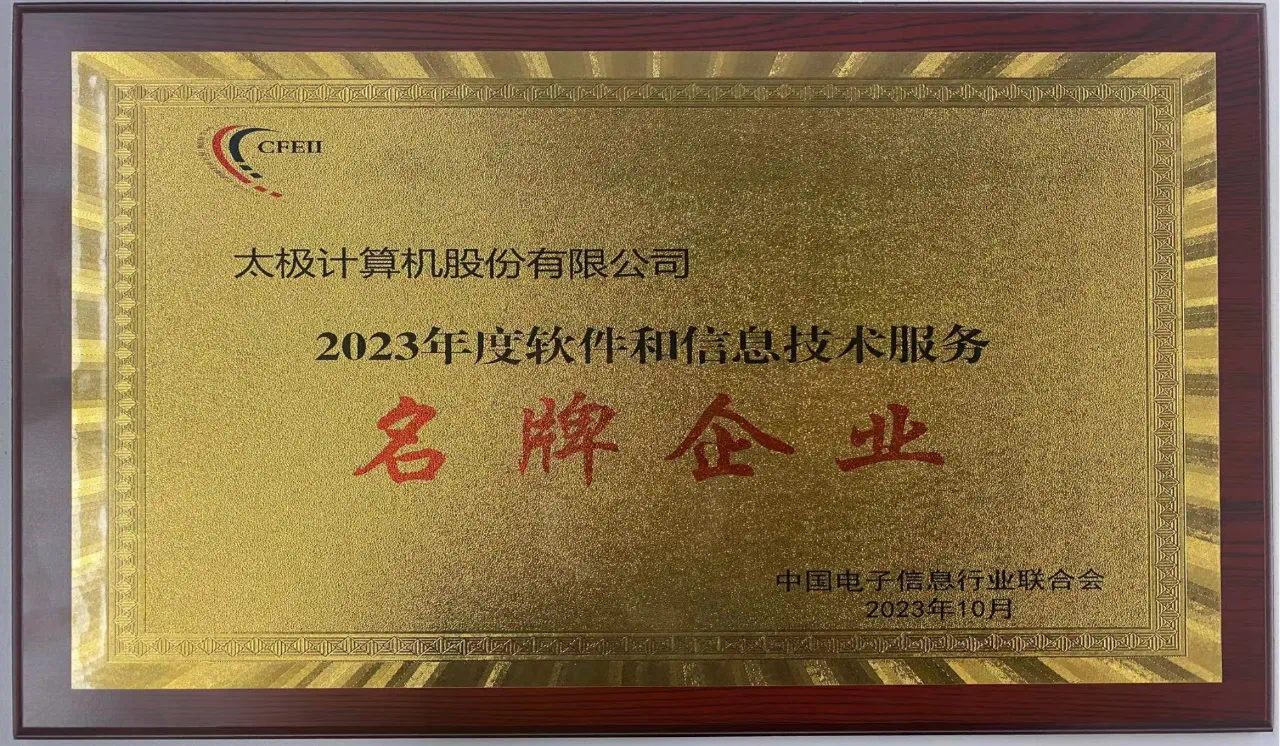 CFEII
太极计算机股份有限公司
2023年度软件和信息技术服务
名牌企业
中国电子信息行业联合会
2023年10月